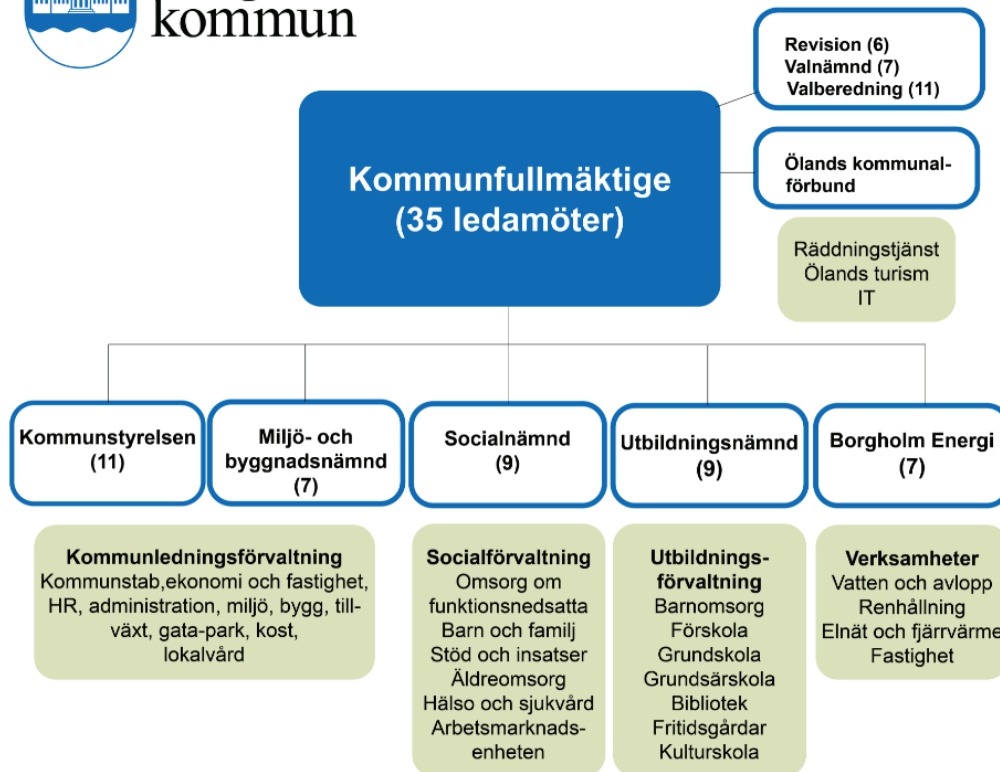 kommun
Revision (6)
Valnämnd (7)
Valberedning (11)
Kommunfullmäktige
(35 ledamöter)
Ölands kommunal-
förbund
Räddningstjänst
Ölands turism
IT
Kommunstyrelsen
(11)
Miljö- och
byggnadsnämnd
(7)
Socialnämnd
(9)
Utbildningsnämnd
(9)
Borgholm Energi
(7)
Kommunledningsförvaltning
Kommunstab,ekonomi och fastighet,
HR, administration, miljö, bygg, till-
växt, gata-park, kost,
lokalvård
Socialförvaltning
Omsorg om
funktionsnedsatta
Barn och familj
Stöd och insatser
Äldreomsorg
Hälso och sjukvård
Arbetsmarknads-
enheten
Utbildnings-
förvaltning
Barnomsorg
Förskola
Grundskola
Grundsärskola
Bibliotek
Fritidsgårdar
Kulturskola
Verksamheter
Vatten och avlopp
Renhållning
Elnät och fjärrvärme
Fastighet